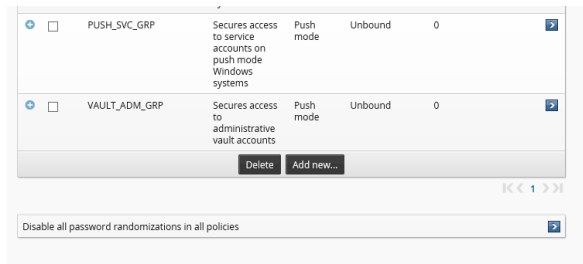 PUSH_SVC_GRP Secures access Push Unbound 0
to service mode
accounts on
push mode
Windows
systems
VAULT_ADM_GRP Secures access Push Unbound 0
to mode
administrative
vault accounts
Delete Add new...
1
Disable all password randomizations in all policies